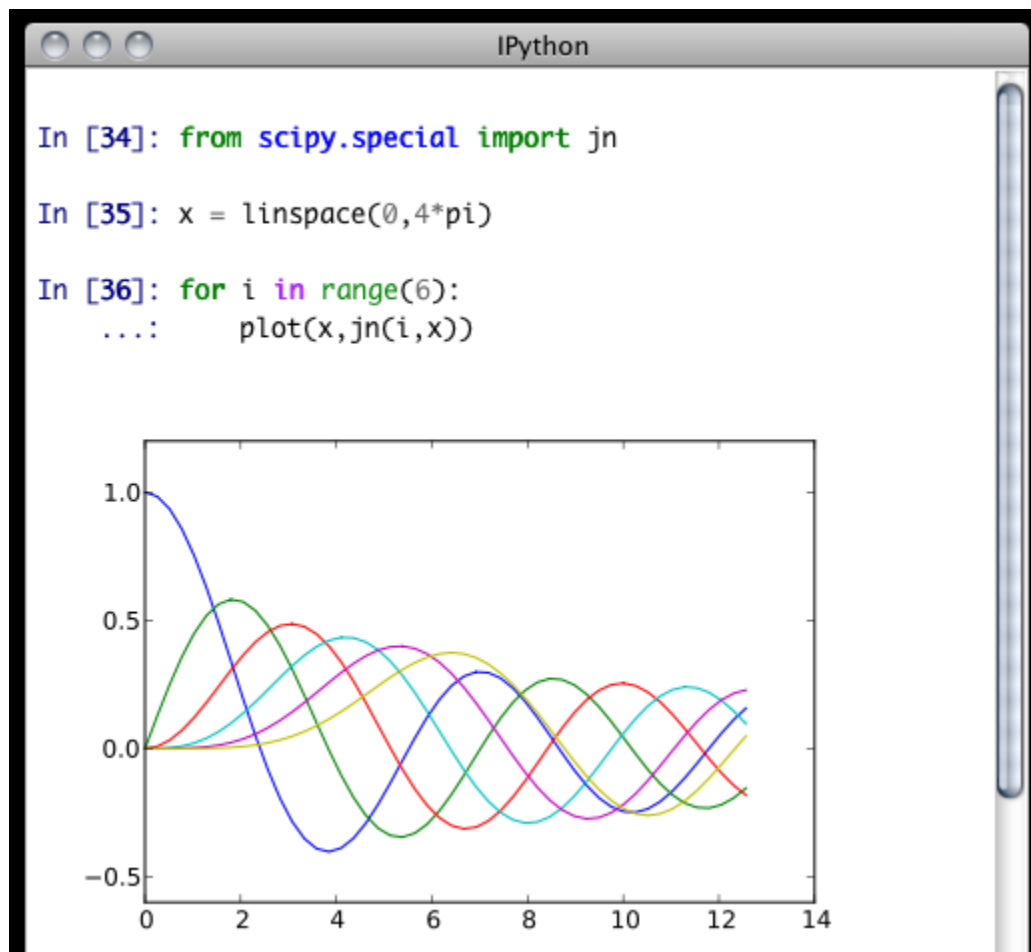 IPython
In [34]: from scipy.special import jn
In [35]: x = linspace(0,4*pi)
In [36]: for i in range(6):
   ...:     plot(x,jn(i,x))
1.0
0.5
0.0
−0.5
0 2 4 6 8 10 12 14